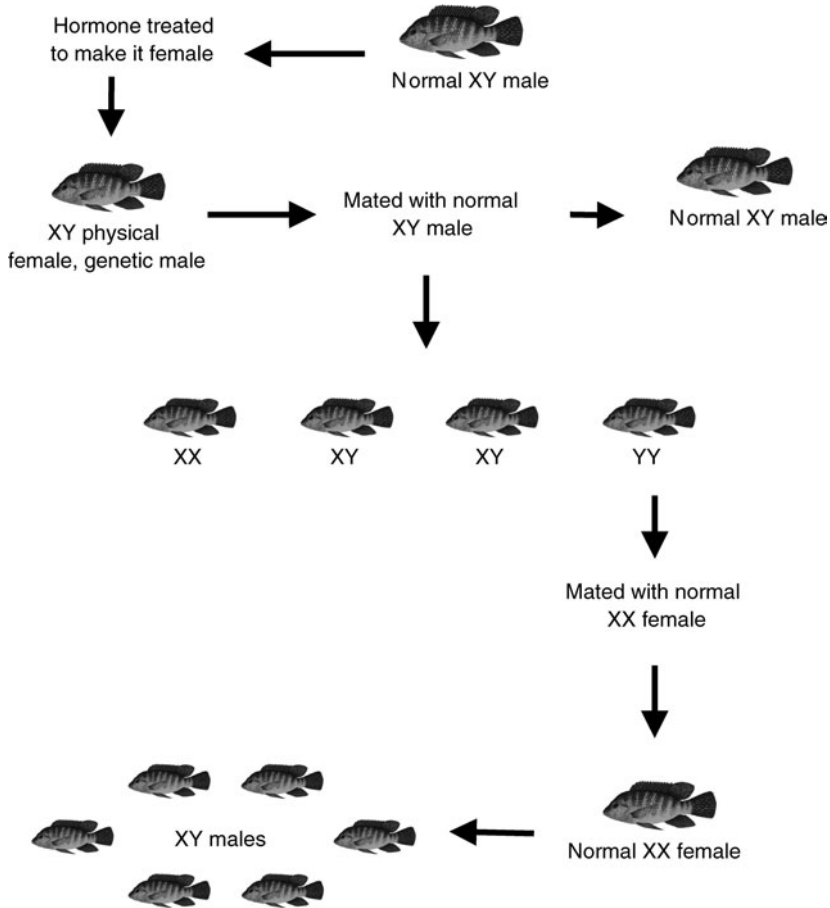 Hormone treated
to make it female
Normal XY male
XY physical
female, genetic male
Mated with normal
XY male
Normal XY male
XX
XY
XY
YY
Mated with normal
XX female
XY males
Normal XX female